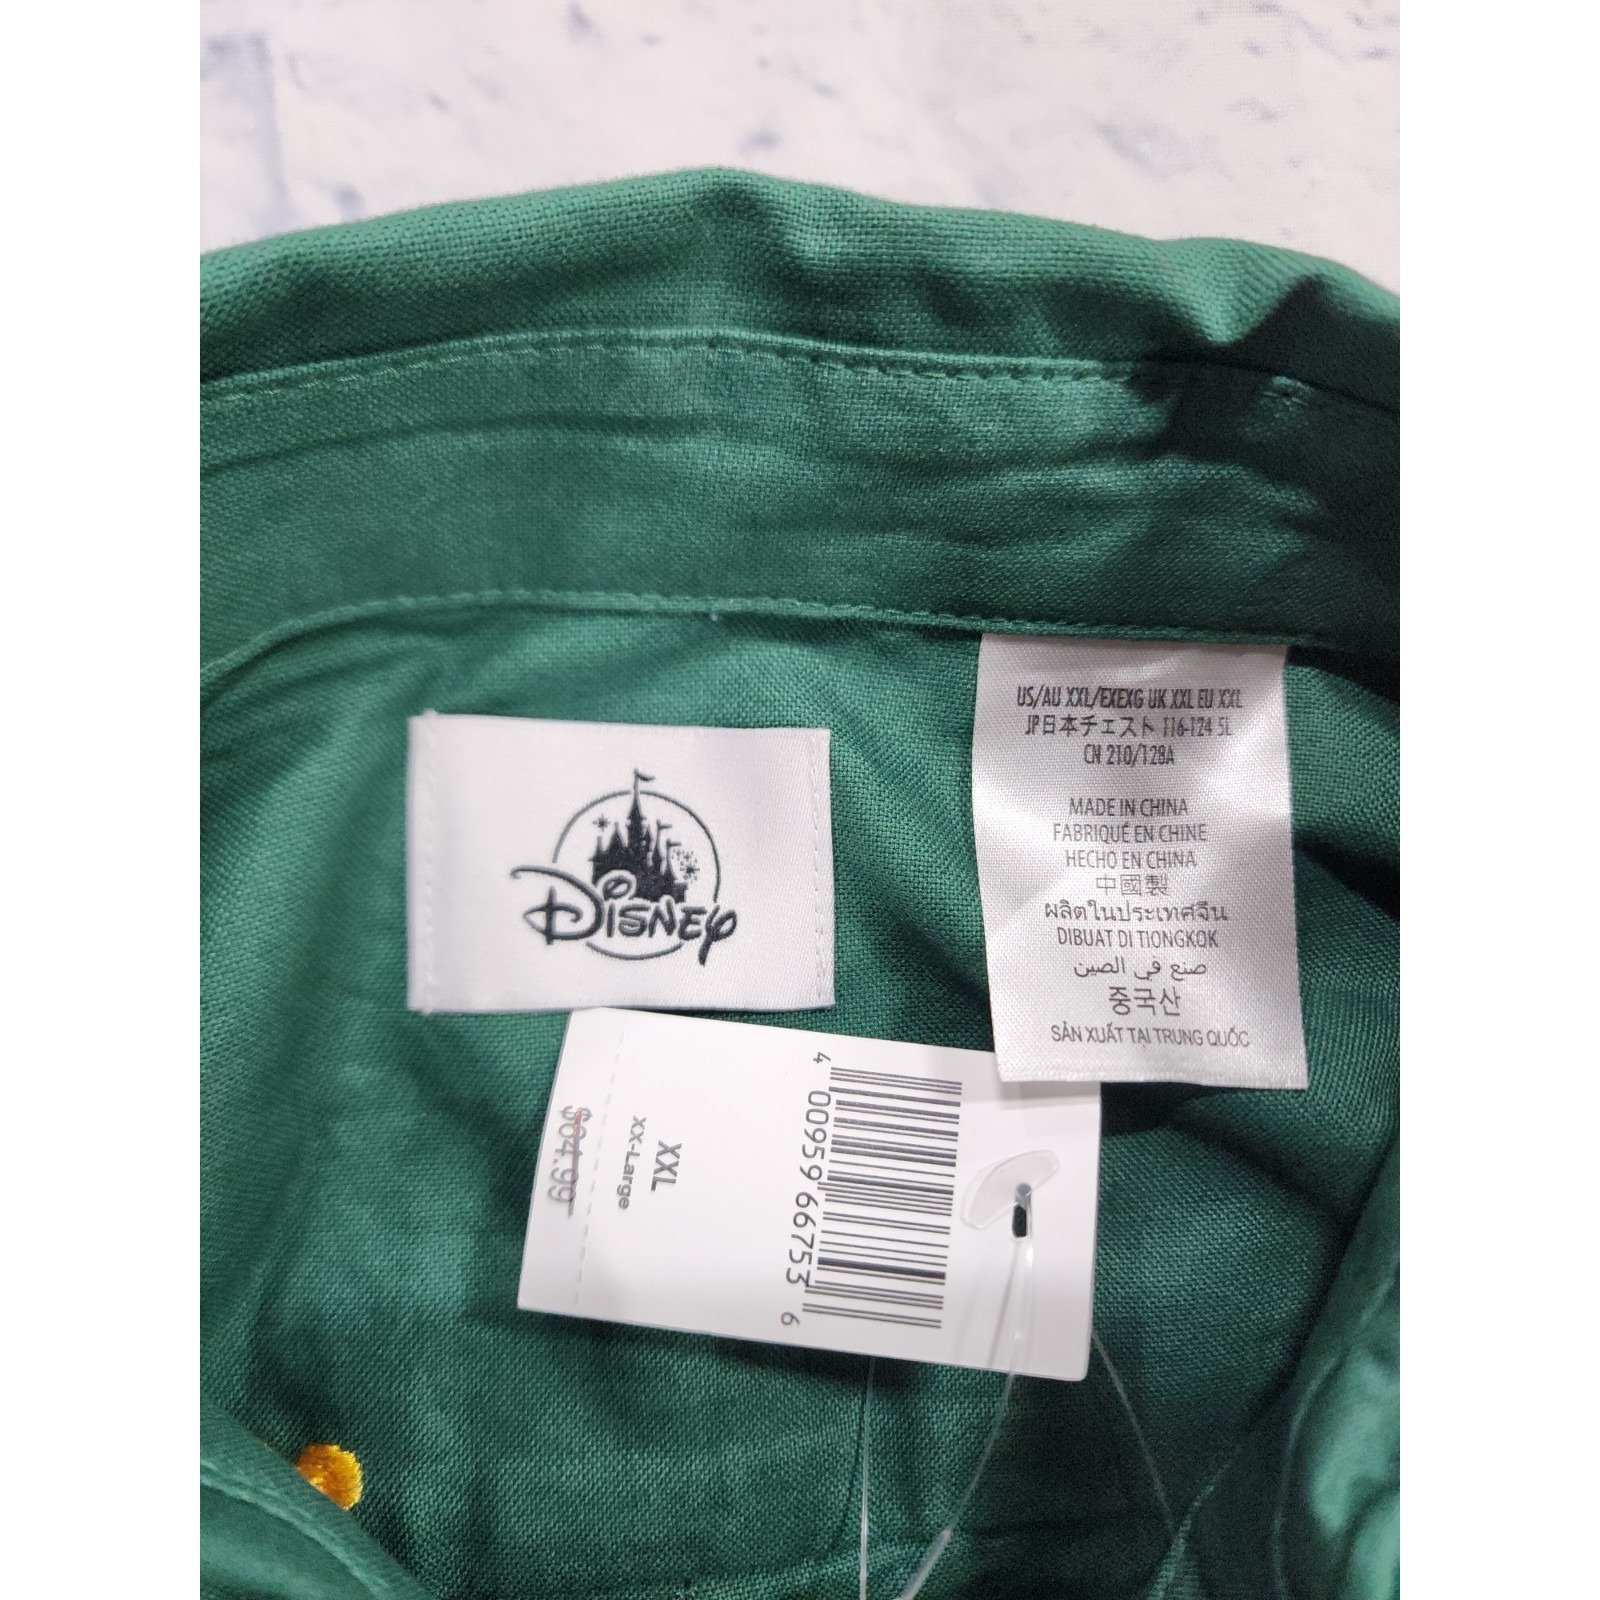 DISNEY
US/AU XXL/EXEXG UK XXL EU XXL
JP日本チェスト 116-124 5L
CN 210/128A
MADE IN CHINA
FABRIQUÉ EN CHINE
HECHO EN CHINA
中國製
ผลิตในประเทศจีน
DIBUAT DI TIONGKOK
صنع في الصين
중국산
SẢN XUẤT TẠI TRUNG QUỐC
4 00959 66753 6
XXL
XX-Large
$64.99